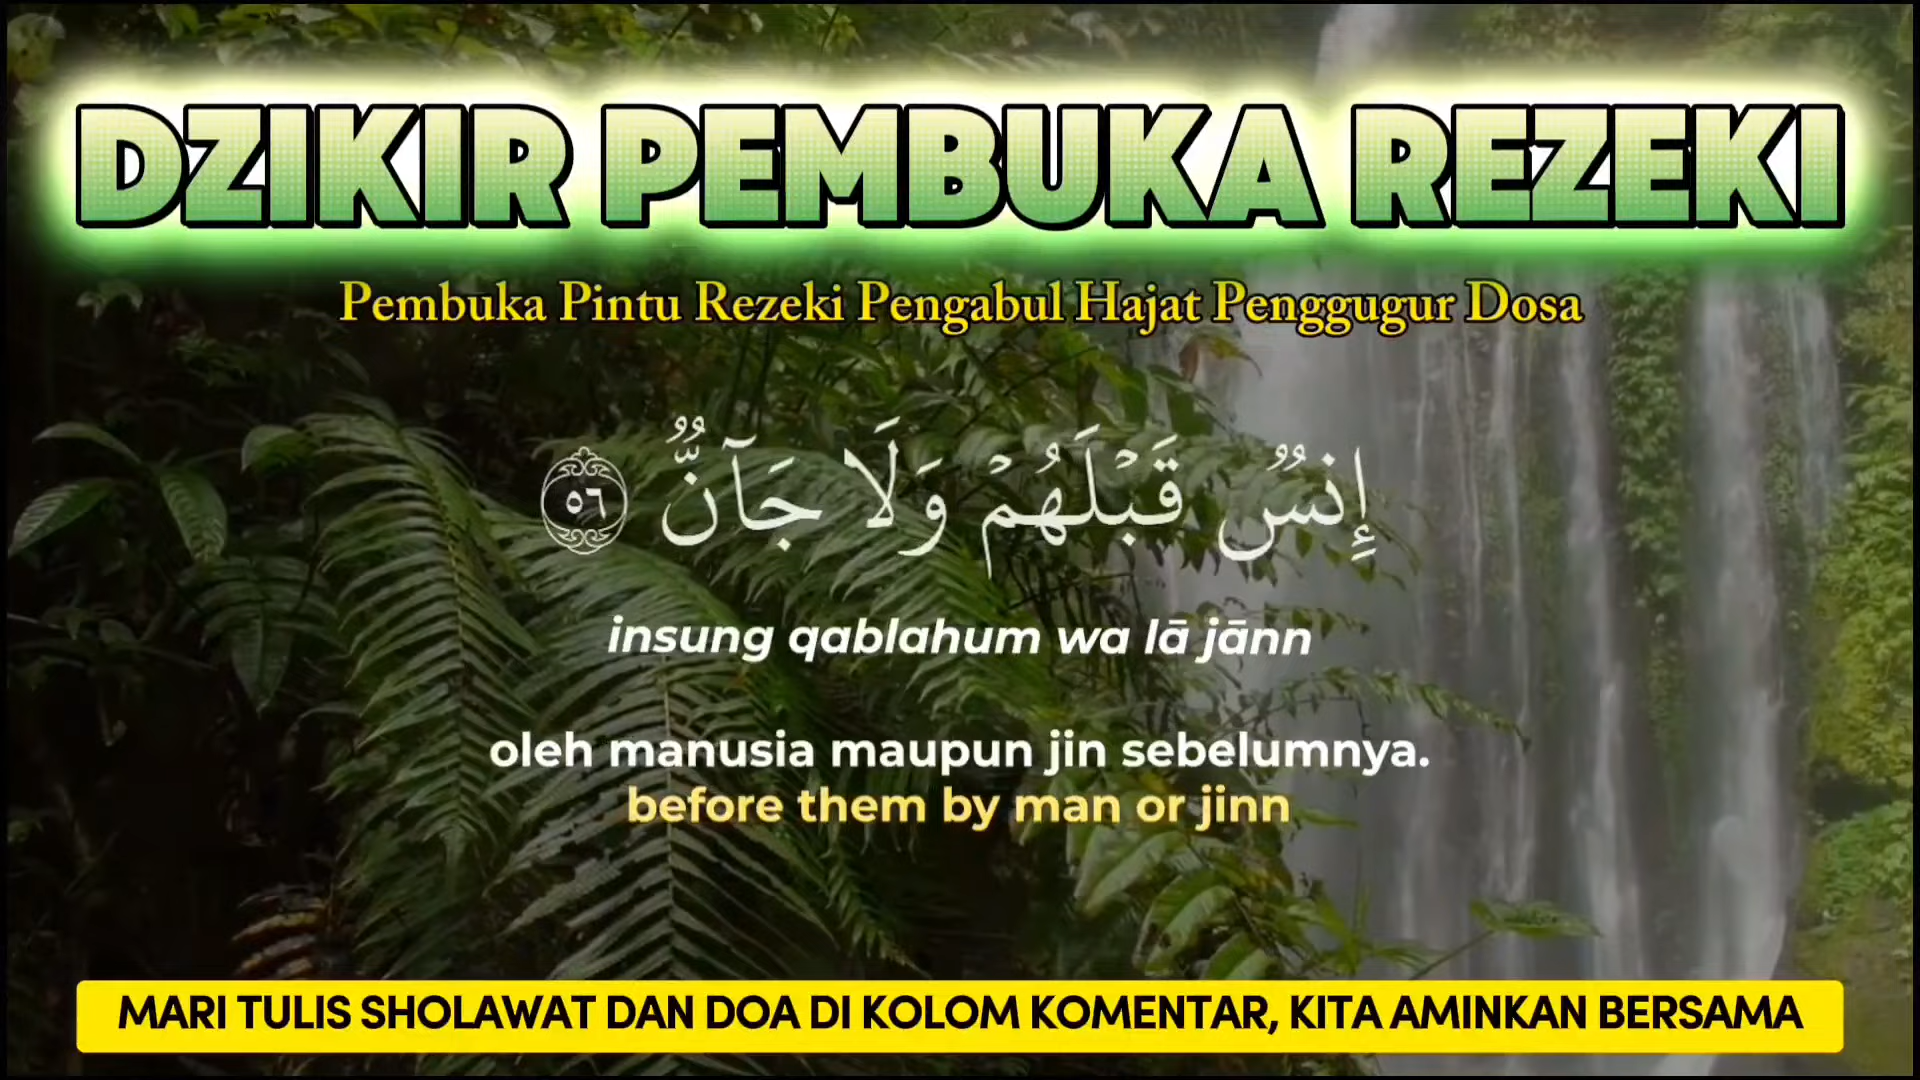 DZIKIR PEMBUKA REZEKI
Pembuka Pintu Rezeki Pengabul Hajat Penggugur Dosa
إِنسٌ قَبْلَهُمْ وَلَا جَآنٌّ ٥٦
insung qablahum wa lā jānn
oleh manusia maupun jin sebelumnya.
before them by man or jinn
MARI TULIS SHOLAWAT DAN DOA DI KOLOM KOMENTAR, KITA AMINKAN BERSAMA